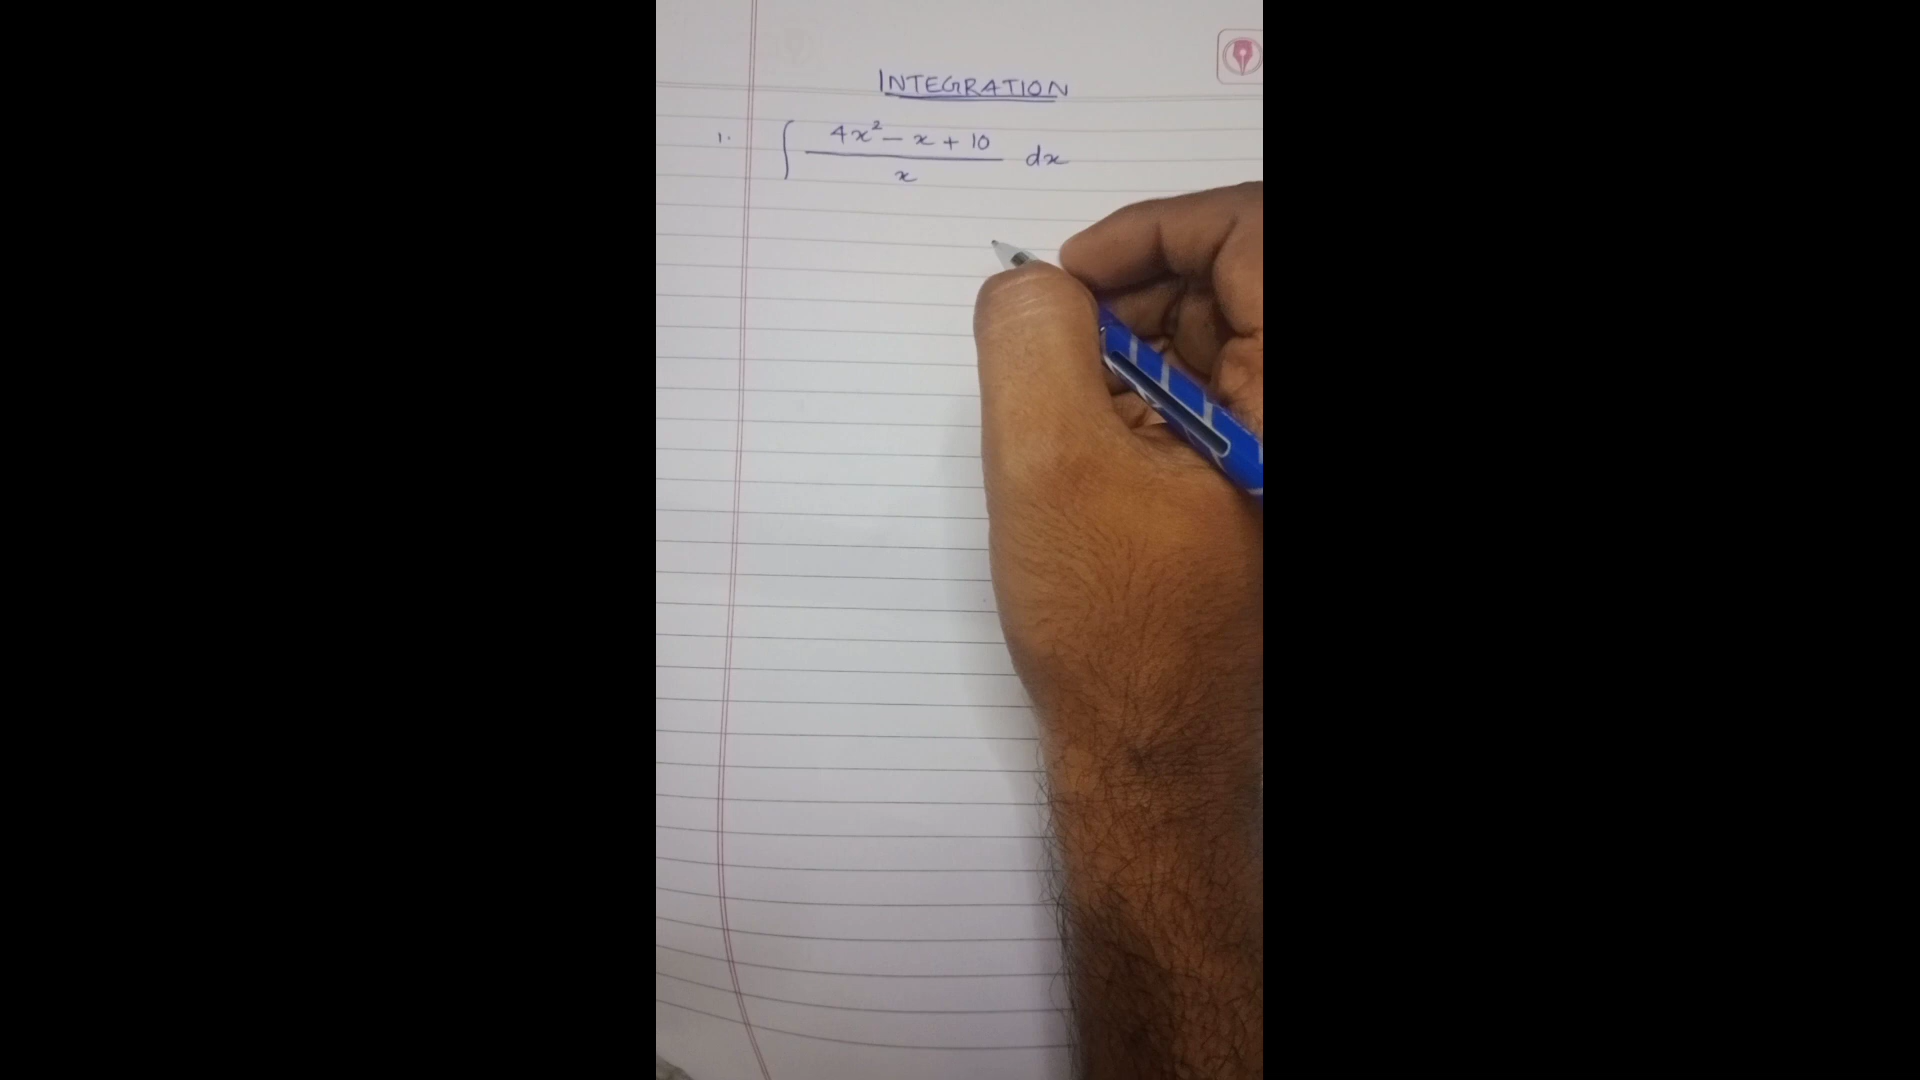 INTEGRATION
1. ∫ (4x² - x + 10) / x dx